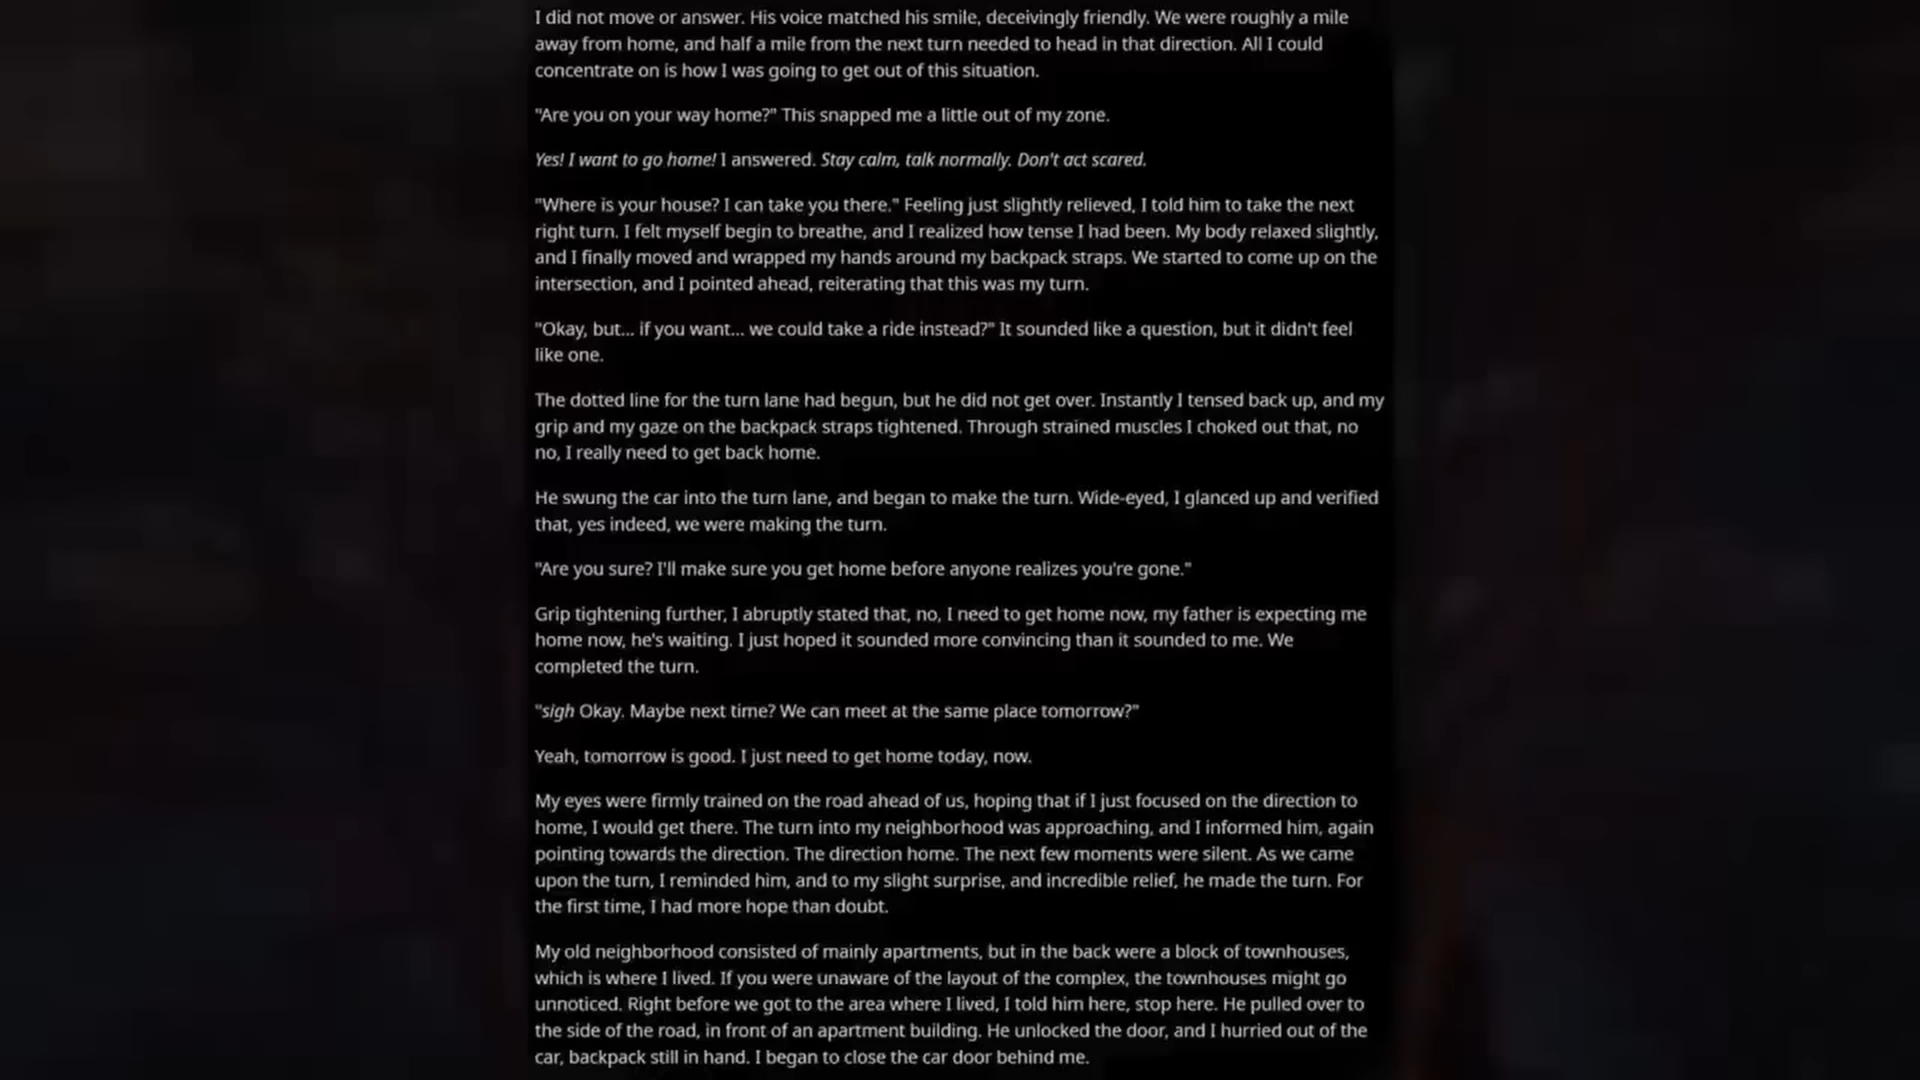 I did not move or answer. His voice matched his smile, deceivingly friendly. We were roughly a mile
away from home, and half a mile from the next turn needed to head in that direction. All I could
concentrate on is how I was going to get out of this situation.
"Are you on your way home?" This snapped me a little out of my zone.
Yes! I want to go home! I answered. Stay calm, talk normally. Don't act scared.
"Where is your house? I can take you there." Feeling just slightly relieved, I told him to take the next
right turn. I felt myself begin to breathe, and I realized how tense I had been. My body relaxed slightly,
and I finally moved and wrapped my hands around my backpack straps. We started to come up on the
intersection, and I pointed ahead, reiterating that this was my turn.
"Okay, but... if you want... we could take a ride instead?" It sounded like a question, but it didn't feel
like one.
The dotted line for the turn lane had begun, but he did not get over. Instantly I tensed back up, and my
grip and my gaze on the backpack straps tightened. Through strained muscles I choked out that, no
no, I really need to get back home.
He swung the car into the turn lane, and began to make the turn. Wide-eyed, I glanced up and verified
that, yes indeed, we were making the turn.
"Are you sure? I'll make sure you get home before anyone realizes you're gone."
Grip tightening further, I abruptly stated that, no, I need to get home now, my father is expecting me
home now, he's waiting. I just hoped it sounded more convincing than it sounded to me. We
completed the turn.
"sigh Okay. Maybe next time? We can meet at the same place tomorrow?"
Yeah, tomorrow is good. I just need to get home today, now.
My eyes were firmly trained on the road ahead of us, hoping that if I just focused on the direction to
home, I would get there. The turn into my neighborhood was approaching, and I informed him, again
pointing towards the direction. The direction home. The next few moments were silent. As we came
upon the turn, I reminded him, and to my slight surprise, and incredible relief, he made the turn. For
the first time, I had more hope than doubt.
My old neighborhood consisted of mainly apartments, but in the back were a block of townhouses,
which is where I lived. If you were unaware of the layout of the complex, the townhouses might go
unnoticed. Right before we got to the area where I lived, I told him here, stop here. He pulled over to
the side of the road, in front of an apartment building. He unlocked the door, and I hurried out of the
car, backpack still in hand. I began to close the car door behind me.